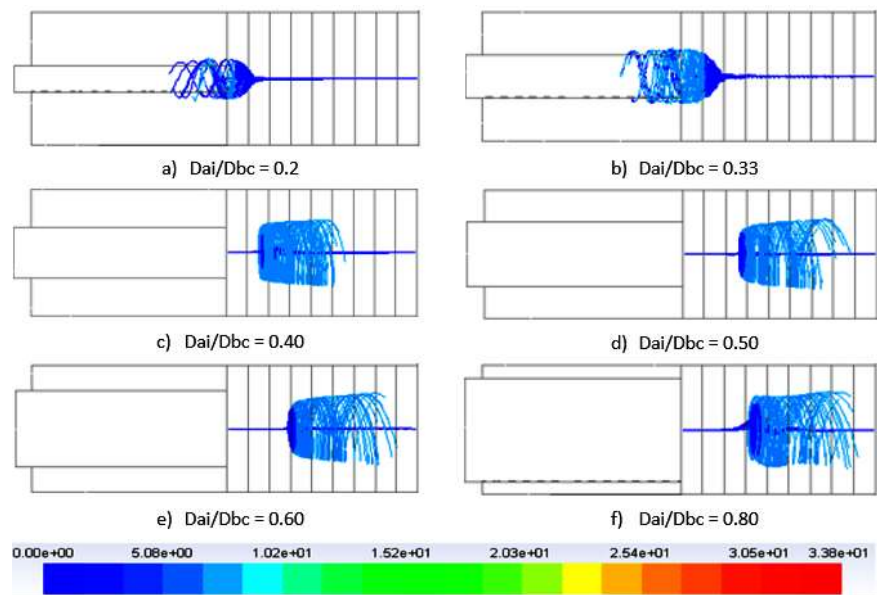 a) Dai/Dbc = 0.2
b) Dai/Dbc = 0.33
c) Dai/Dbc = 0.40
d) Dai/Dbc = 0.50
e) Dai/Dbc = 0.60
f) Dai/Dbc = 0.80
0.00e+00 5.08e+00 1.02e+01 1.52e+01 2.03e+01 2.54e+01 3.05e+01 3.38e+01